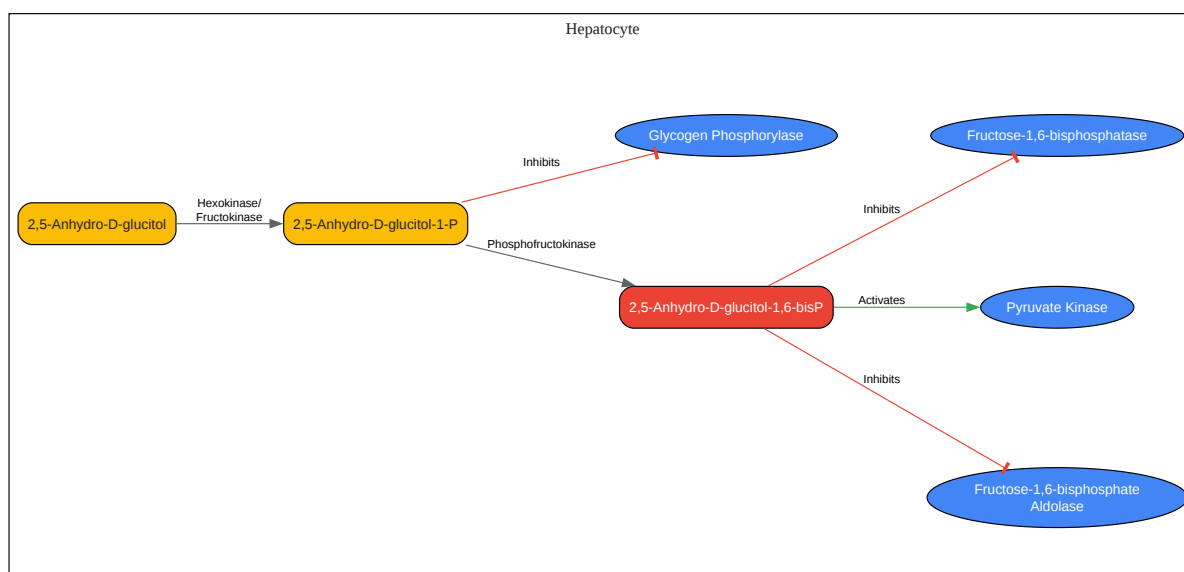 Hepatocyte
Glycogen Phosphorylase
Fructose-1,6-bisphosphatase
Inhibits
Hexokinase/
Fructokinase
2,5-Anhydro-D-glucitol
2,5-Anhydro-D-glucitol-1-P
Inhibits
Phosphofructokinase
2,5-Anhydro-D-glucitol-1,6-bisP
Activates
Pyruvate Kinase
Inhibits
Fructose-1,6-bisphosphate
Aldolase